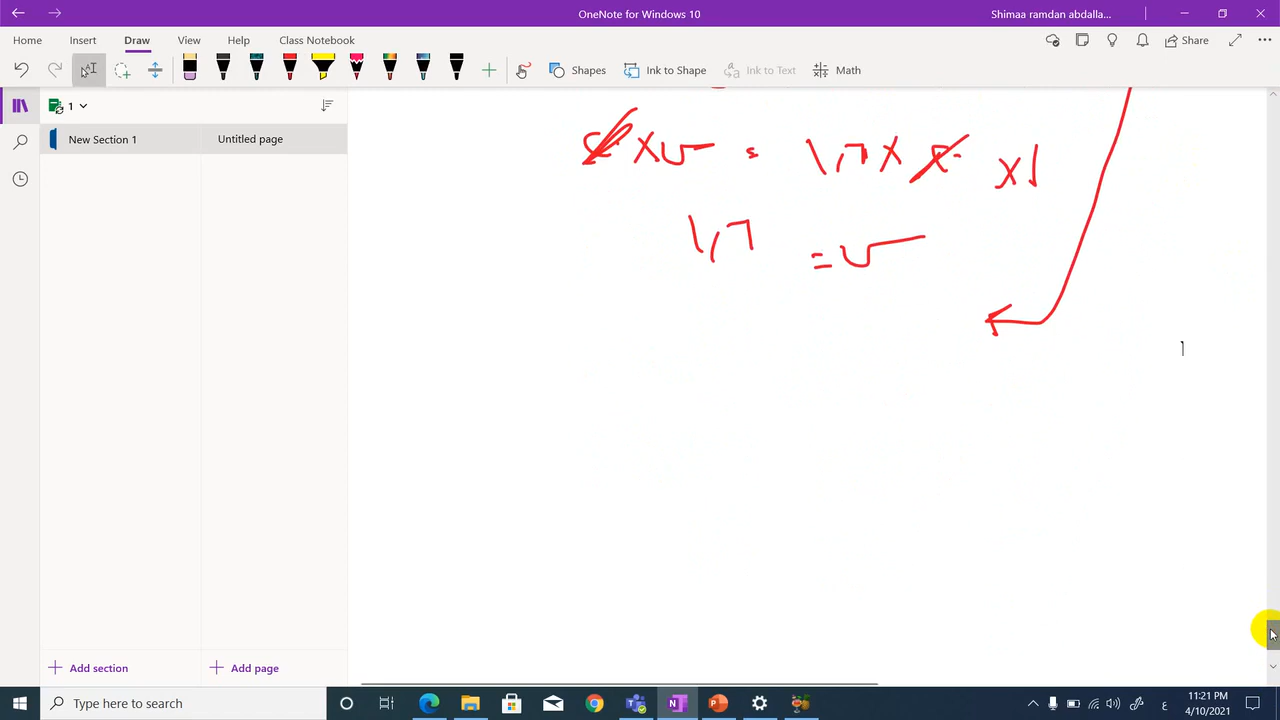 OneNote for Windows 10
Shimaa ramdan abdalla...
Home Insert Draw View Help Class Notebook
Share
Shapes Ink to Shape Ink to Text Math
1
New Section 1 Untitled page
١,٦ = س
Add section Add page
Type here to search
11:21 PM
ع
4/10/2021